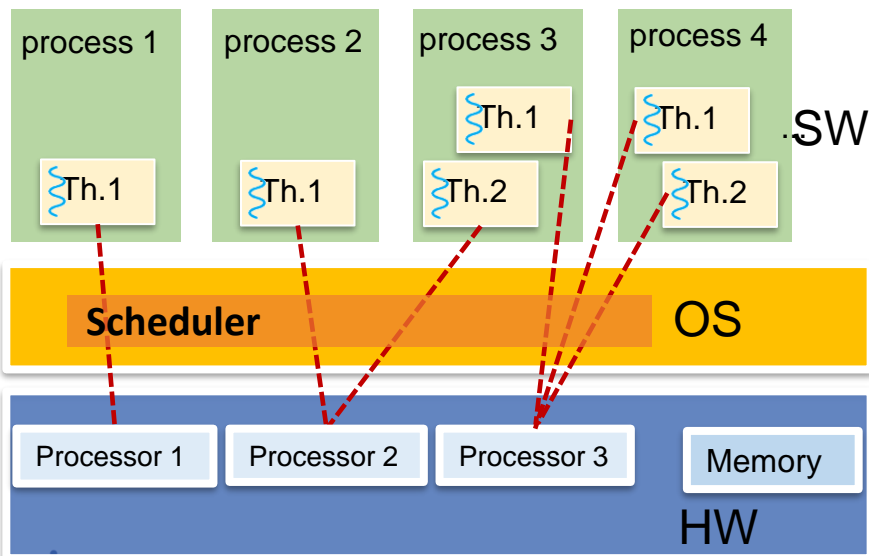 process 1
process 2
process 3
process 4
Th.1
Th.1
...SW
Th.1
Th.1
Th.2
Th.2
Scheduler
OS
Processor 1
Processor 2
Processor 3
Memory
HW